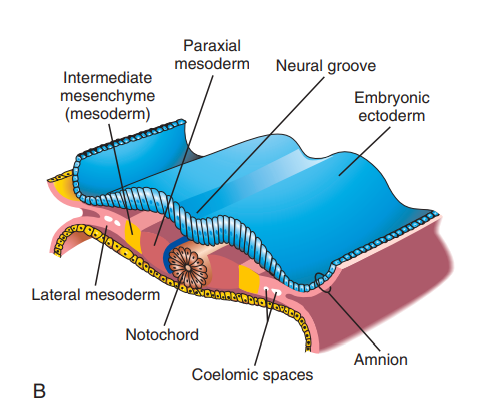 Paraxial
mesoderm
Neural groove
Intermediate
mesenchyme
(mesoderm)
Embryonic
ectoderm
Lateral mesoderm
Notochord
Coelomic spaces
Amnion
B